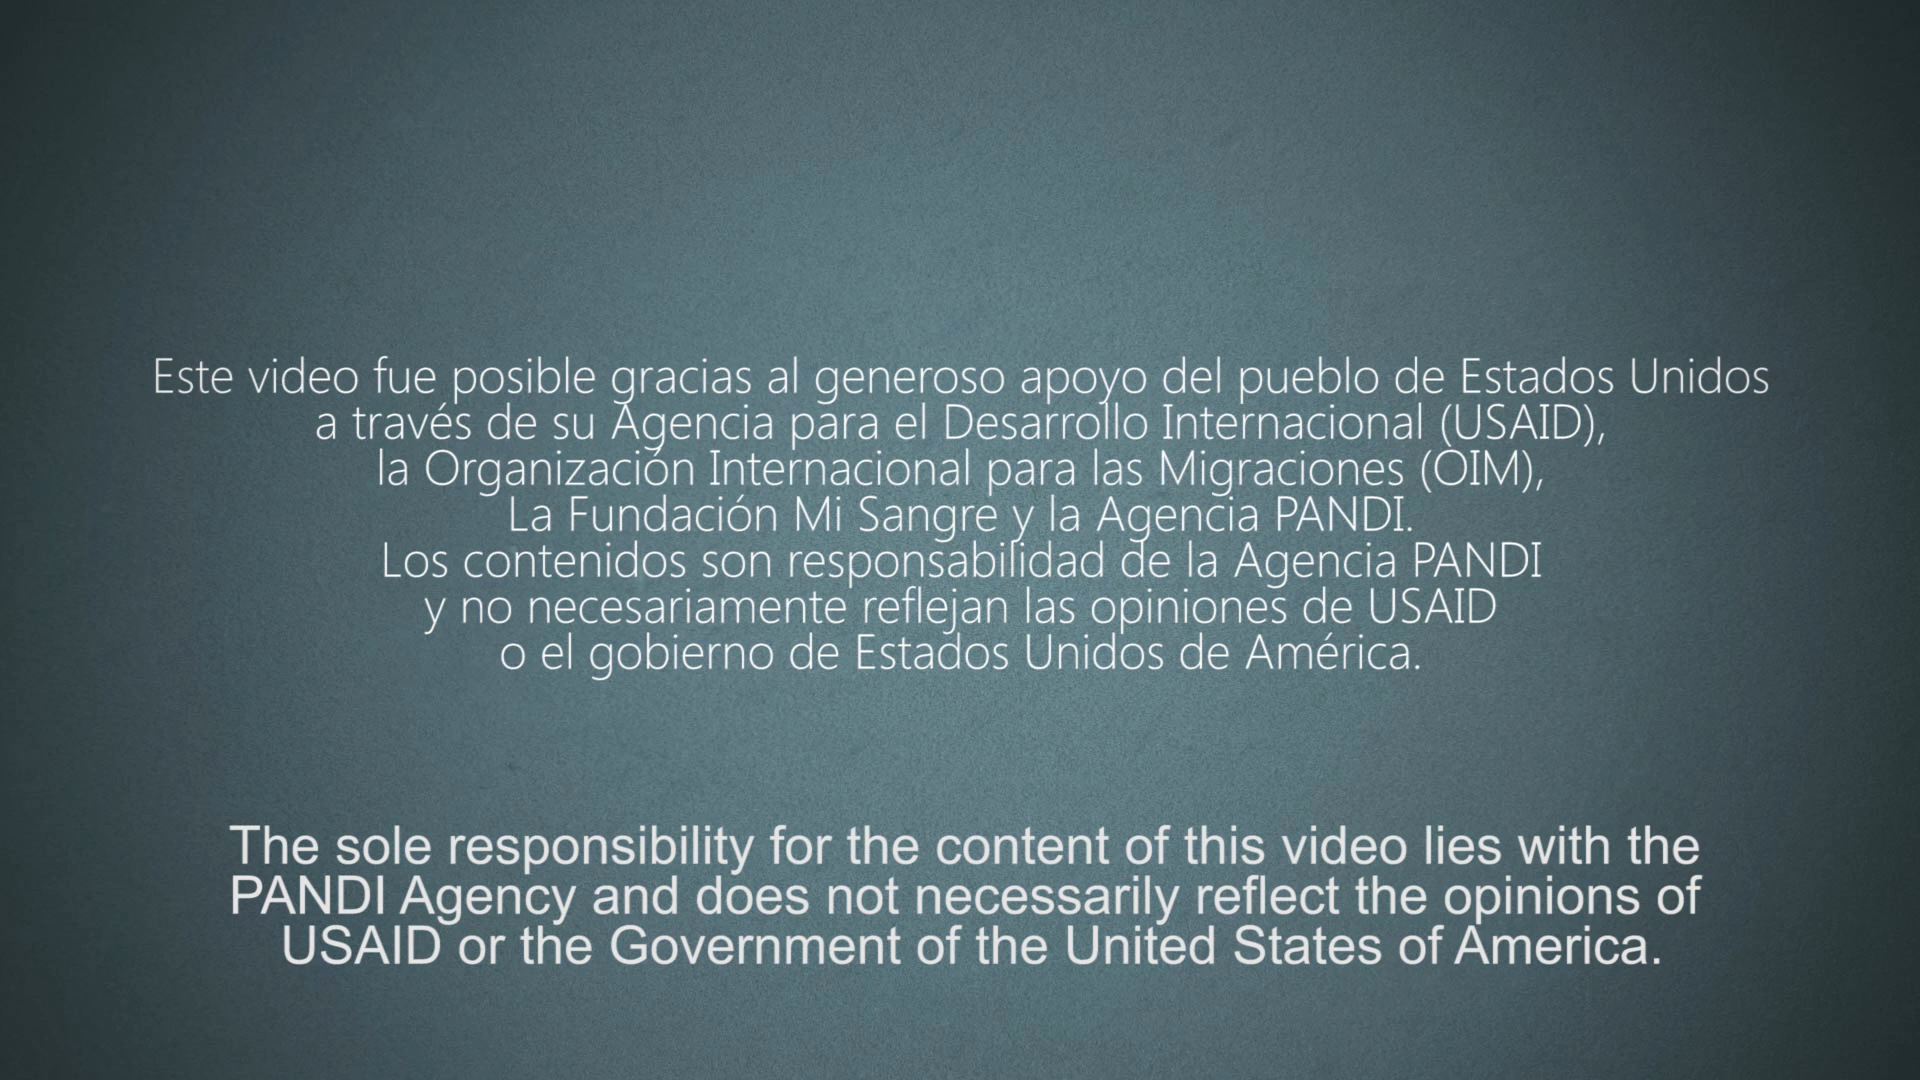 Este video fue posible gracias al generoso apoyo del pueblo de Estados Unidos
a través de su Agencia para el Desarrollo Internacional (USAID),
la Organización Internacional para las Migraciones (OIM),
La Fundación Mi Sangre y la Agencia PANDI.
Los contenidos son responsabilidad de la Agencia PANDI
y no necesariamente reflejan las opiniones de USAID
o el gobierno de Estados Unidos de América.
The sole responsibility for the content of this video lies with the
PANDI Agency and does not necessarily reflect the opinions of
USAID or the Government of the United States of America.